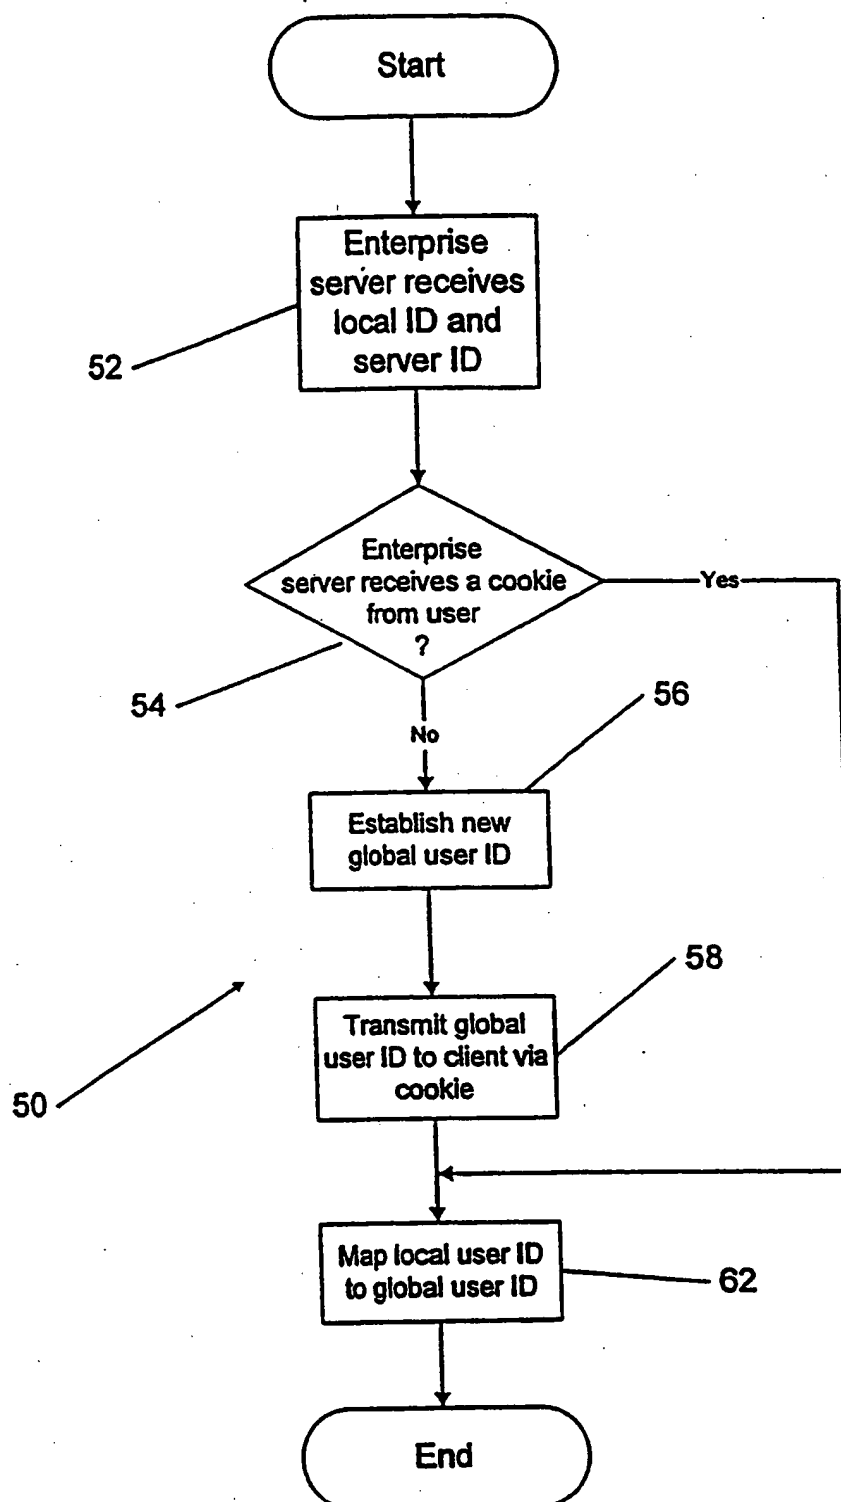 Start
Enterprise
server receives
local ID and
server ID
52
Enterprise
server receives a cookie
from user
?
Yes
54
No
56
Establish new
global user ID
58
Transmit global
user ID to client via
cookie
50
Map local user ID
to global user ID
62
End